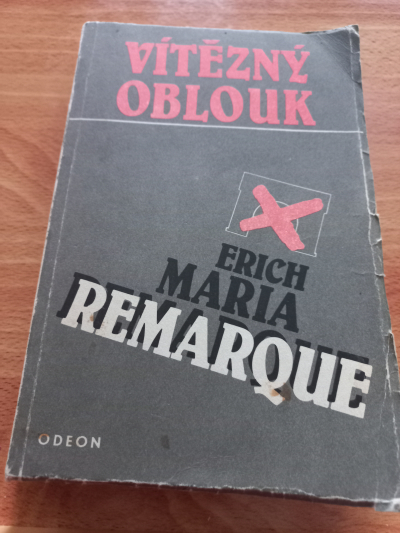 VÍTĚZNÝ
OBLOUK
ERICH
MARIA
REMARQUE
ODEON